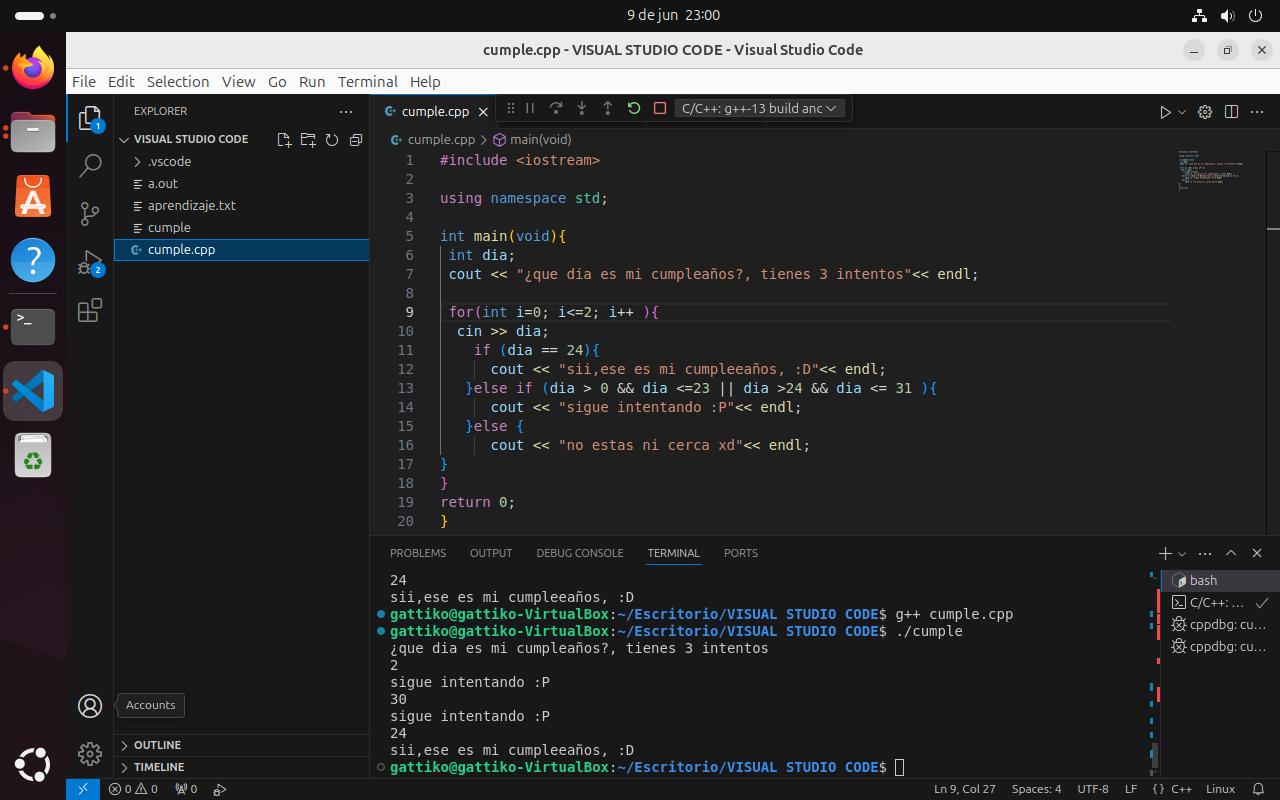 9 de jun 23:00
cumple.cpp - VISUAL STUDIO CODE - Visual Studio Code
File Edit Selection View Go Run Terminal Help
EXPLORER
VISUAL STUDIO CODE
.vscode
a.out
aprendizaje.txt
cumple
cumple.cpp
1
2
Accounts
OUTLINE
TIMELINE
cumple.cpp
C/C++: g++-13 build anc
cumple.cpp > main(void)
1 #include <iostream>
2
3 using namespace std;
4
5 int main(void){
6 int dia;
7 cout << "¿que dia es mi cumpleaños?, tienes 3 intentos"<< endl;
8
9 for(int i=0; i<=2; i++ ){
10 cin >> dia;
11 if (dia == 24){
12 cout << "sii,ese es mi cumpleeaños, :D"<< endl;
13 }else if (dia > 0 && dia <=23 || dia >24 && dia <= 31 ){
14 cout << "sigue intentando :P"<< endl;
15 }else {
16 cout << "no estas ni cerca xd"<< endl;
17 }
18 }
19 return 0;
20 }
PROBLEMS OUTPUT DEBUG CONSOLE TERMINAL PORTS
24
sii,ese es mi cumpleeaños, :D
gattiko@gattiko-VirtualBox:~/Escritorio/VISUAL STUDIO CODE$ g++ cumple.cpp
gattiko@gattiko-VirtualBox:~/Escritorio/VISUAL STUDIO CODE$ ./cumple
¿que dia es mi cumpleaños?, tienes 3 intentos
2
sigue intentando :P
30
sigue intentando :P
24
sii,ese es mi cumpleeaños, :D
gattiko@gattiko-VirtualBox:~/Escritorio/VISUAL STUDIO CODE$
bash
C/C++: ...
cppdbg: cu...
cppdbg: cu...
0 0 0 Ln 9, Col 27 Spaces: 4 UTF-8 LF {} C++ Linux